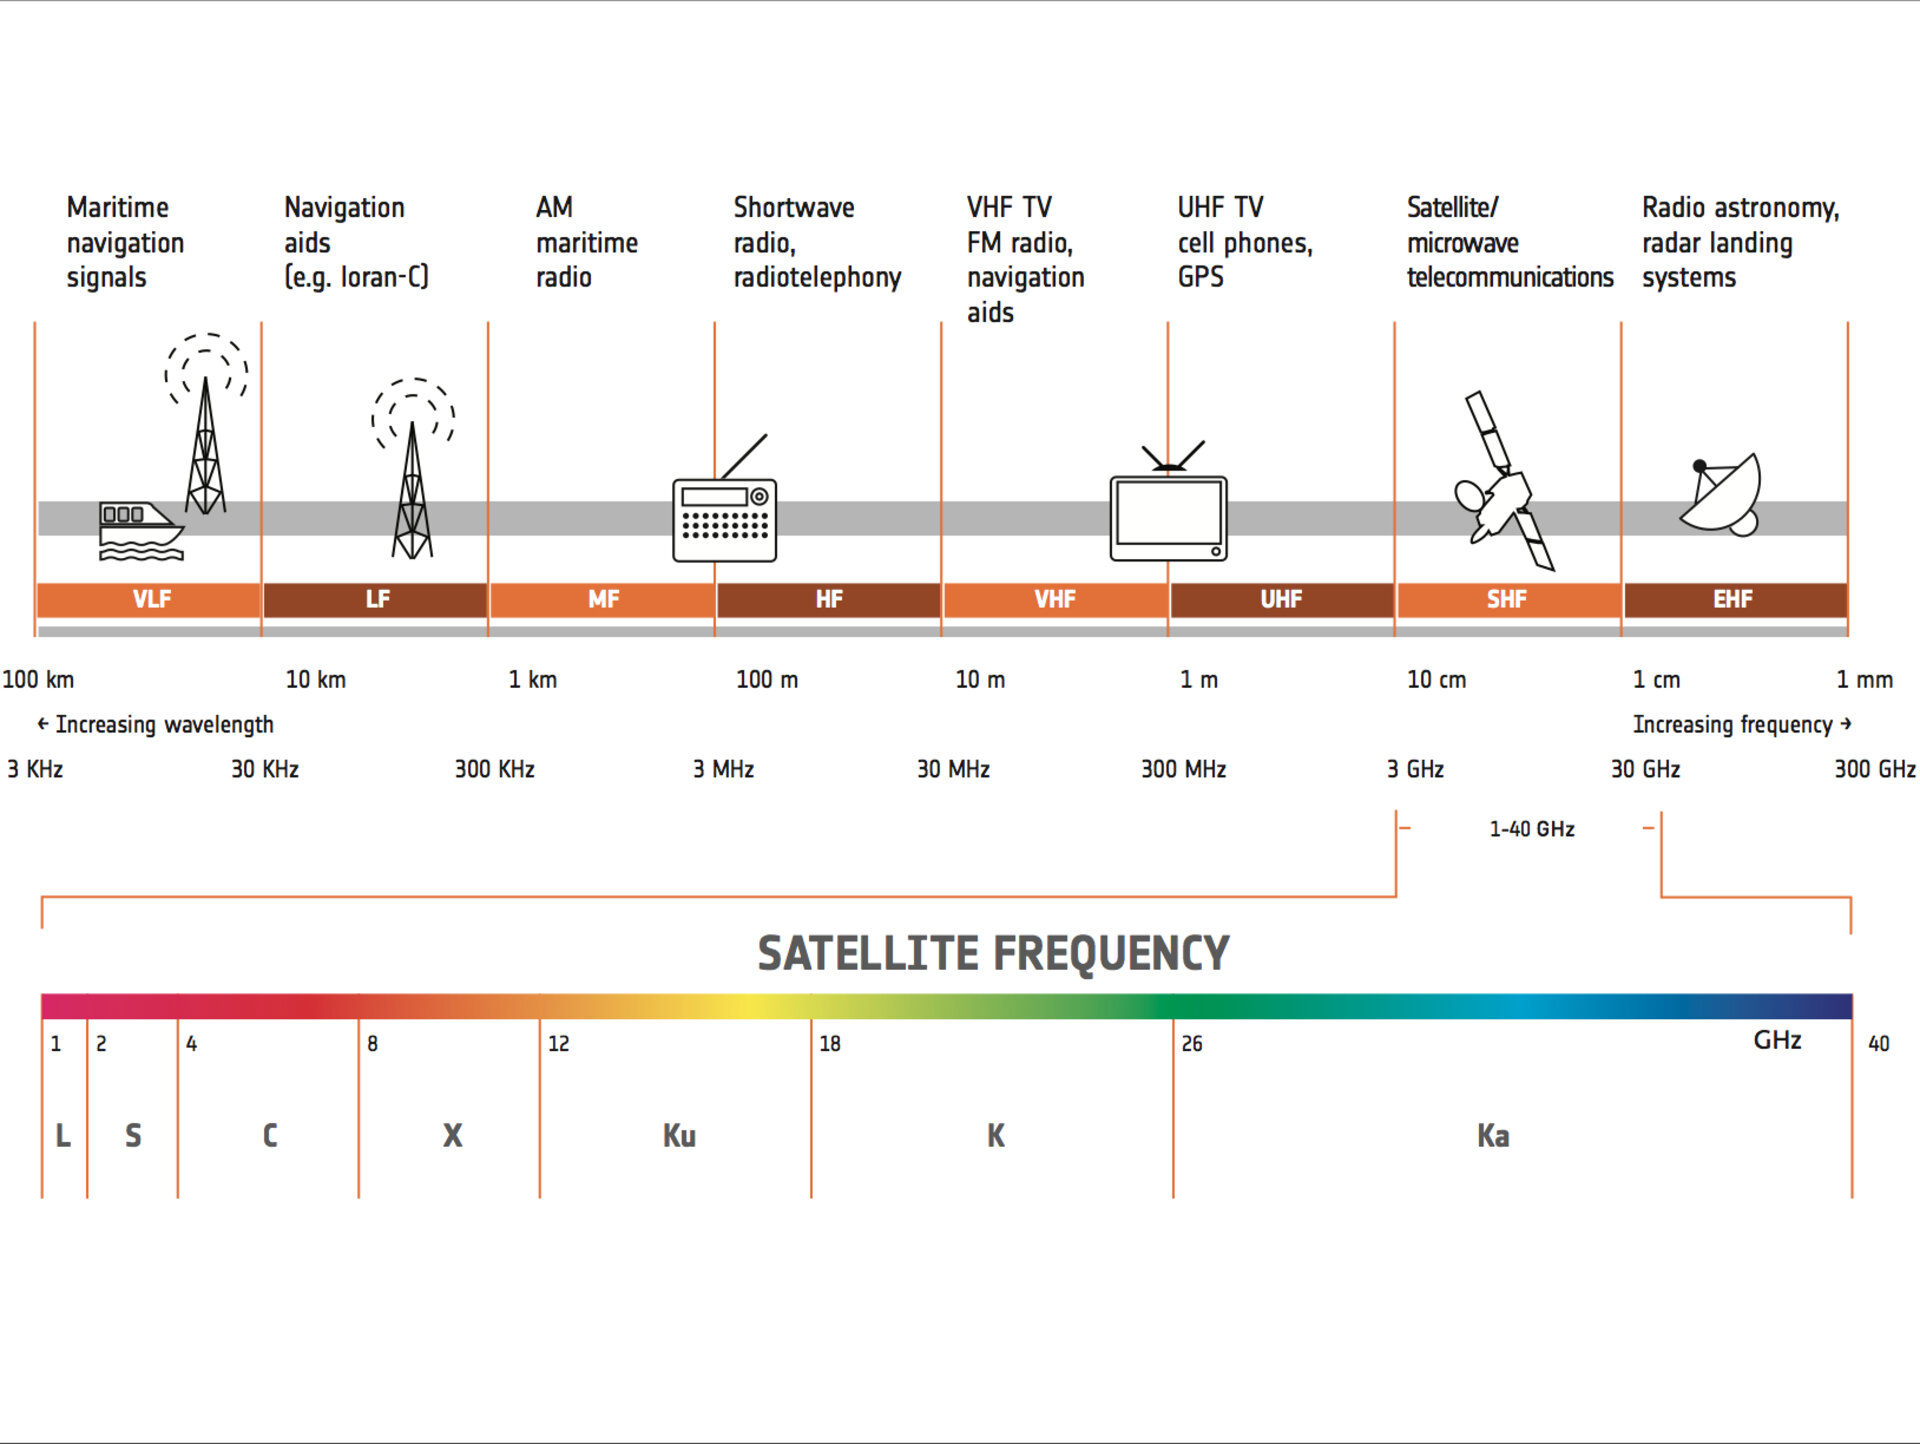 Maritime
navigation
signals
Navigation
aids
(e.g. loran-C)
AM
maritime
radio
Shortwave
radio,
radiotelephony
VHF TV
FM radio,
navigation
aids
UHF TV
cell phones,
GPS
Satellite/
microwave
telecommunications
Radio astronomy,
radar landing
systems
VLF LF MF HF VHF UHF SHF EHF
100 km 10 km 1 km 100 m 10 m 1 m 10 cm 1 cm 1 mm
← Increasing wavelength Increasing frequency →
3 KHz 30 KHz 300 KHz 3 MHz 30 MHz 300 MHz 3 GHz 30 GHz 300 GHz
1-40 GHz
SATELLITE FREQUENCY
1 2 4 8 12 18 26 GHz 40
L S C X Ku K Ka